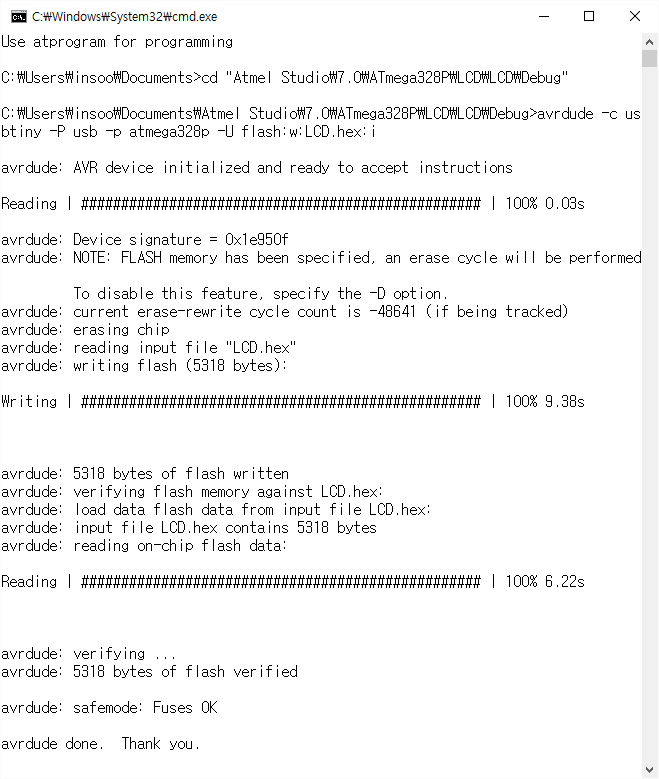 C:₩Windows₩System32₩cmd.exe
Use atprogram for programming
C:₩Users₩insoo₩Documents>cd "Atmel Studio₩7.0₩ATmega328P₩LCD₩LCD₩Debug"
C:₩Users₩insoo₩Documents₩Atmel Studio₩7.0₩ATmega328P₩LCD₩LCD₩Debug>avrdude -c us
btiny -P usb -p atmega328p -U flash:w:LCD.hex:i
avrdude: AVR device initialized and ready to accept instructions
Reading | ################################################## | 100% 0.03s
avrdude: Device signature = 0x1e950f
avrdude: NOTE: FLASH memory has been specified, an erase cycle will be performed
To disable this feature, specify the -D option.
avrdude: current erase-rewrite cycle count is -48641 (if being tracked)
avrdude: erasing chip
avrdude: reading input file "LCD.hex"
avrdude: writing flash (5318 bytes):
Writing | ################################################## | 100% 9.38s
avrdude: 5318 bytes of flash written
avrdude: verifying flash memory against LCD.hex:
avrdude: load data flash data from input file LCD.hex:
avrdude: input file LCD.hex contains 5318 bytes
avrdude: reading on-chip flash data:
Reading | ################################################## | 100% 6.22s
avrdude: verifying ...
avrdude: 5318 bytes of flash verified
avrdude: safemode: Fuses OK
avrdude done.  Thank you.